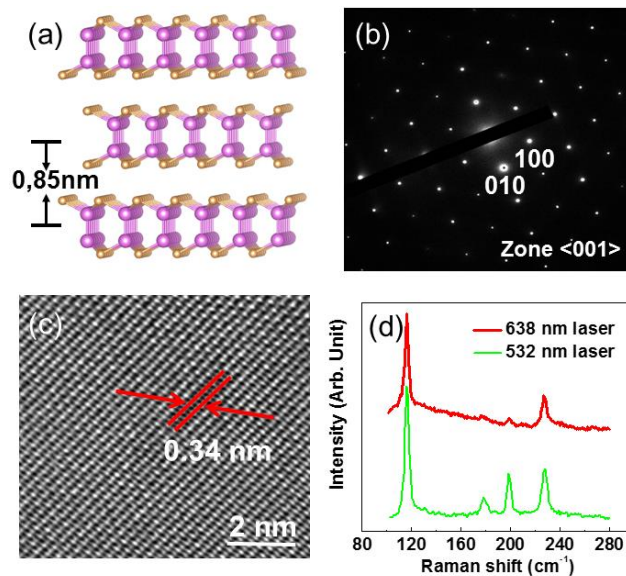 (a)
0,85nm
(b)
100
010
Zone <001>
(c)
0.34 nm
2 nm
(d)
638 nm laser
532 nm laser
Intensity (Arb. Unit)
80 120 160 200 240 280
Raman shift (cm⁻¹)